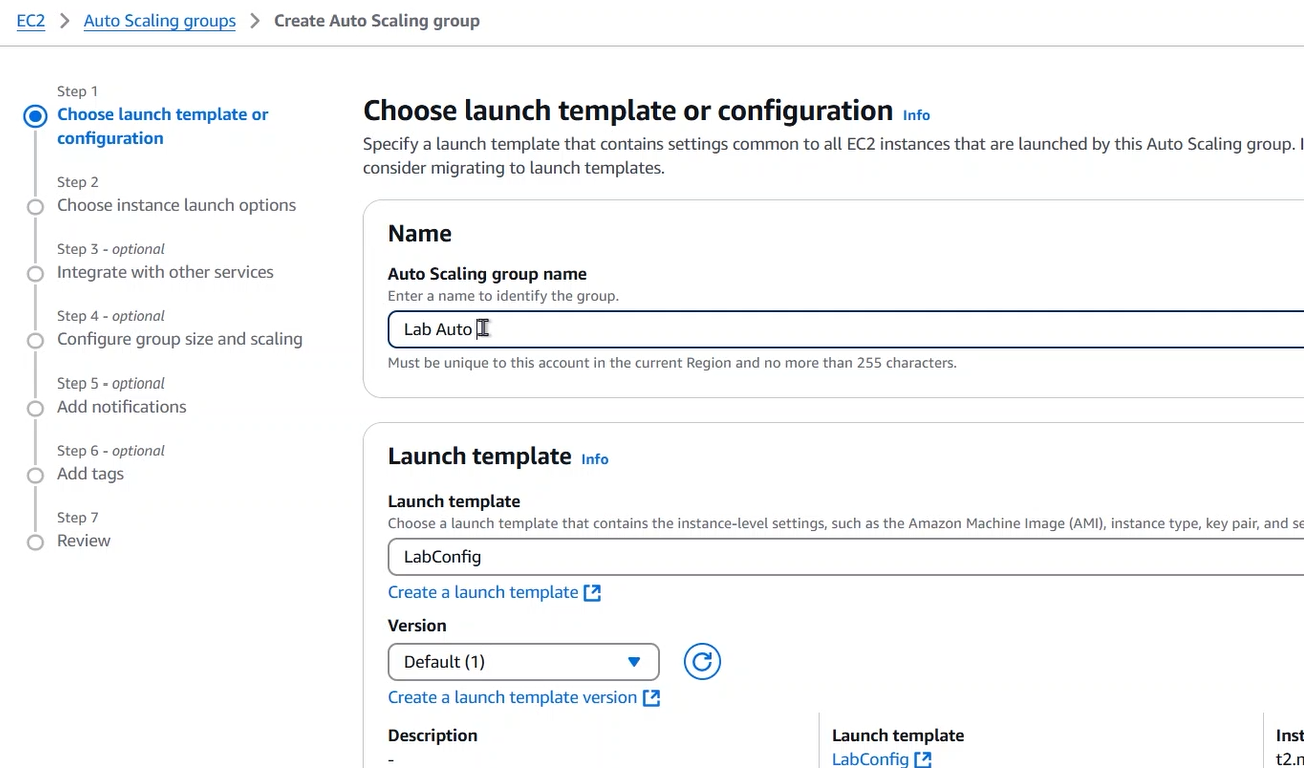 EC2 > Auto Scaling groups > Create Auto Scaling group
Step 1
Choose launch template or
configuration
Step 2
Choose instance launch options
Step 3 - optional
Integrate with other services
Step 4 - optional
Configure group size and scaling
Step 5 - optional
Add notifications
Step 6 - optional
Add tags
Step 7
Review
Choose launch template or configuration Info
Specify a launch template that contains settings common to all EC2 instances that are launched by this Auto Scaling group.
consider migrating to launch templates.
Name
Auto Scaling group name
Enter a name to identify the group.
Lab Auto
Must be unique to this account in the current Region and no more than 255 characters.
Launch template Info
Launch template
Choose a launch template that contains the instance-level settings, such as the Amazon Machine Image (AMI), instance type, key pair, and
LabConfig
Create a launch template
Version
Default (1)
Create a launch template version
Description
-
Launch template
LabConfig